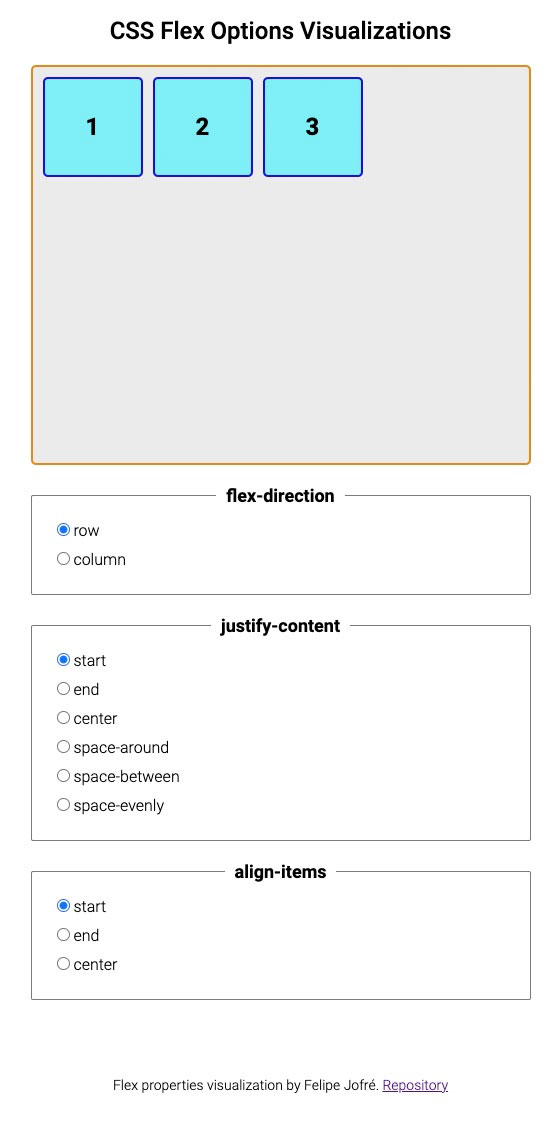 CSS Flex Options Visualizations
1 2 3
flex-direction
row
column
justify-content
start
end
center
space-around
space-between
space-evenly
align-items
start
end
center
Flex properties visualization by Felipe Jofré. Repository